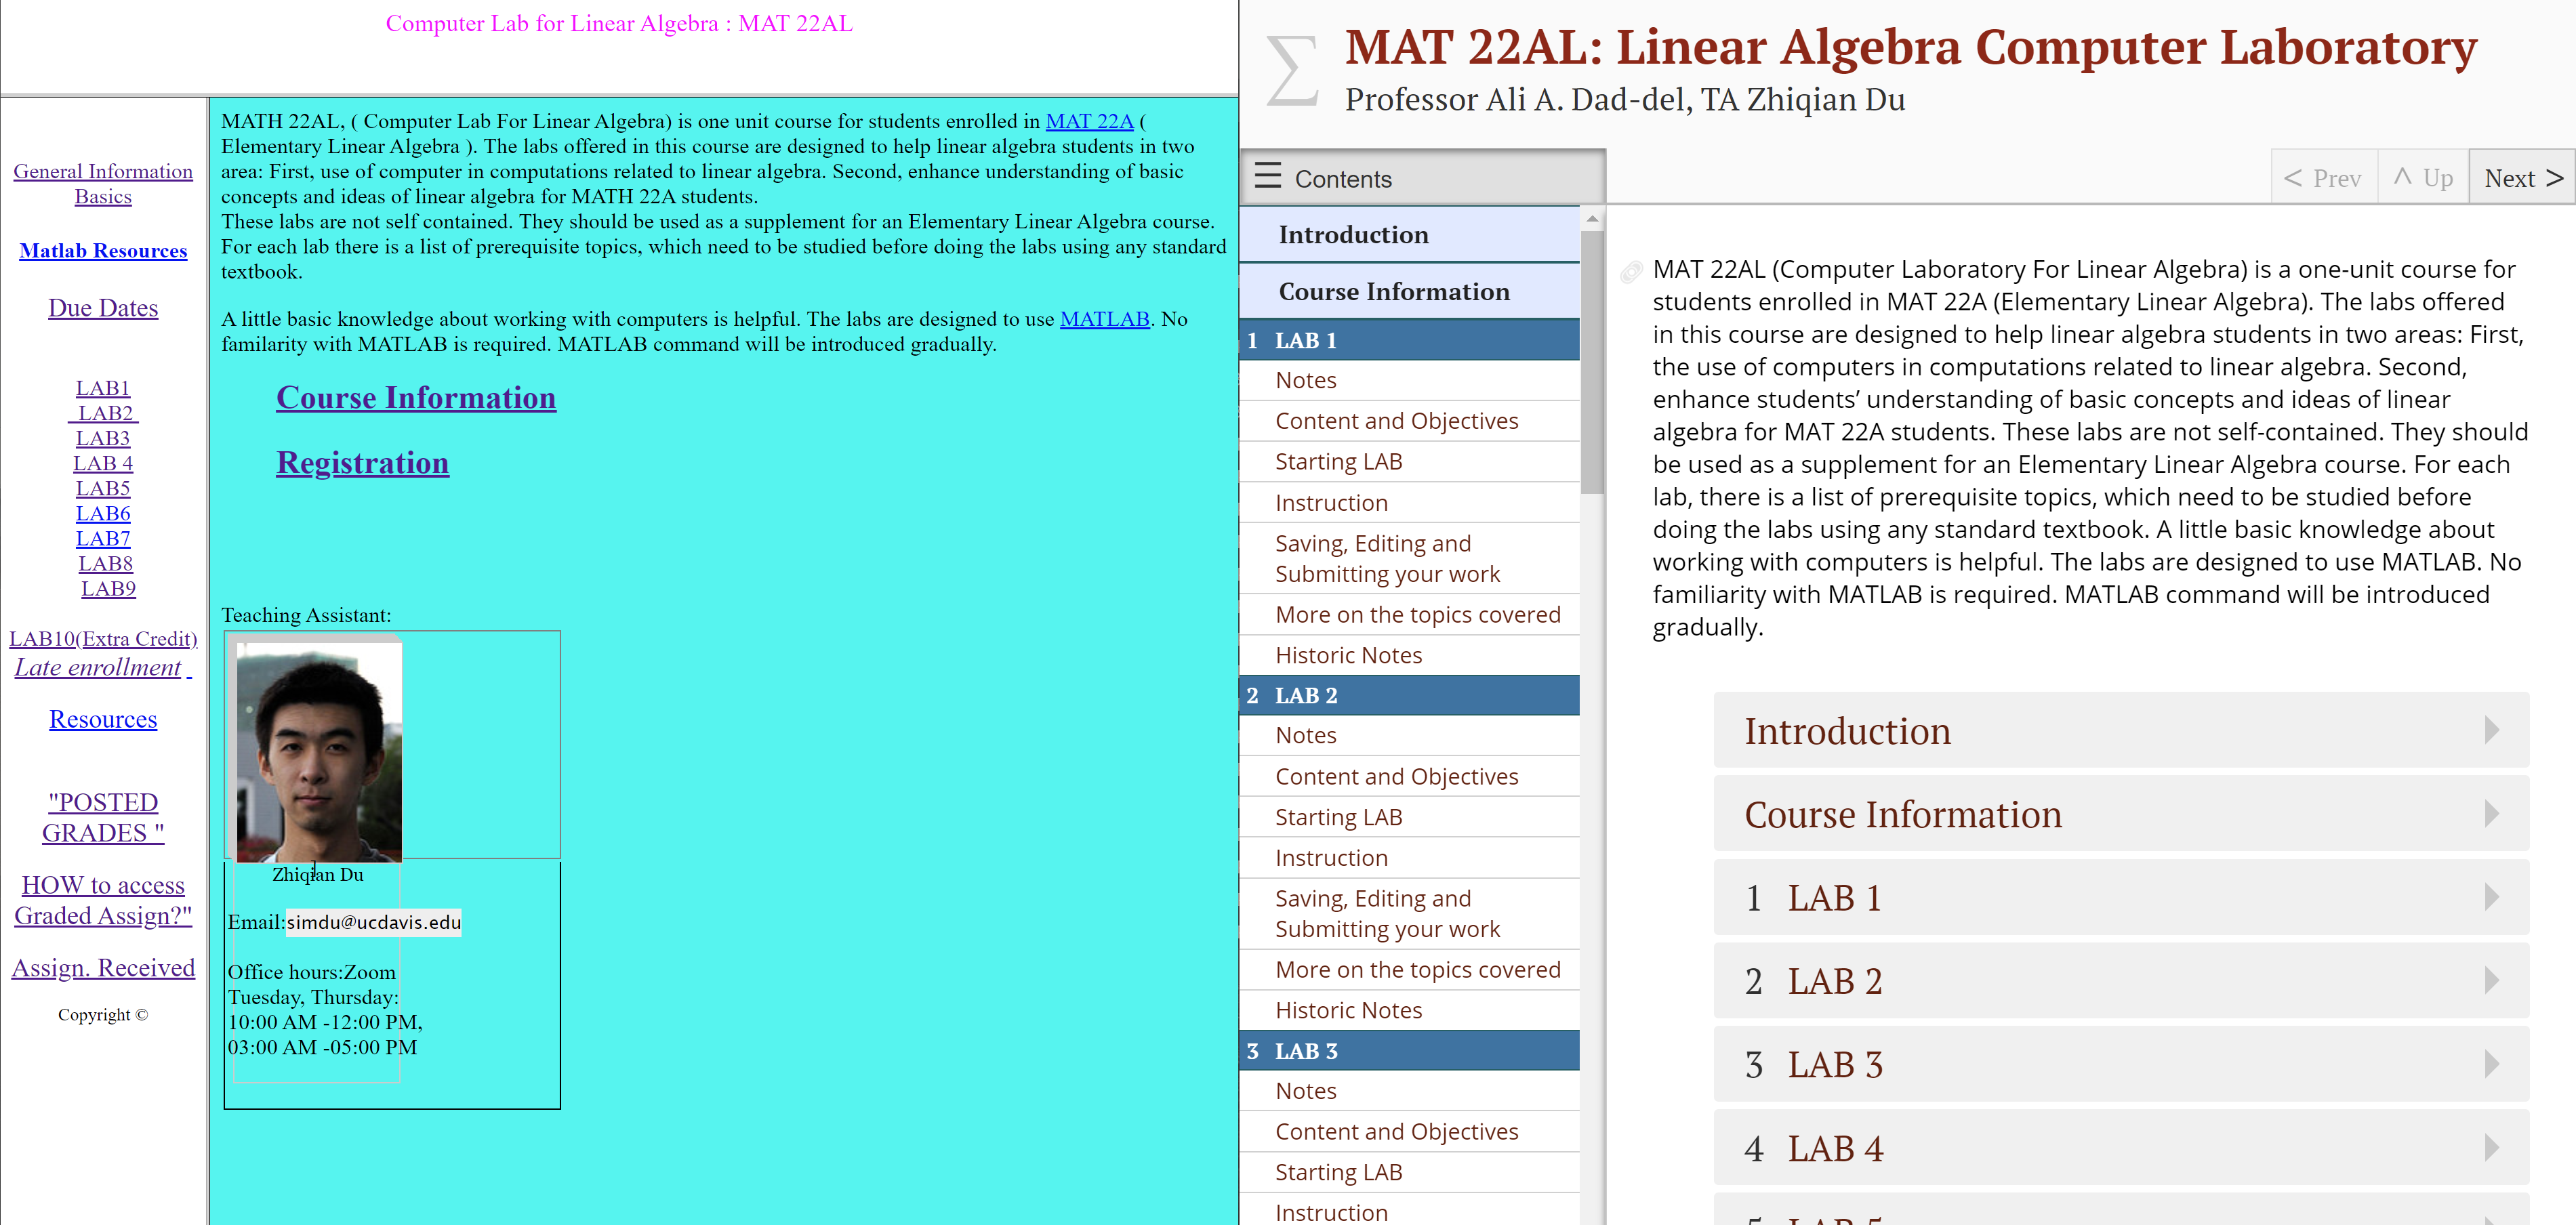 Computer Lab for Linear Algebra : MAT 22AL
General Information
Basics
Matlab Resources
Due Dates
LAB1
LAB2
LAB3
LAB 4
LAB5
LAB6
LAB7
LAB8
LAB9
LAB10(Extra Credit)
Late enrollment
Resources
"POSTED
GRADES "
HOW to access
Graded Assign?"
Assign. Received
Copyright ©
MATH 22AL, ( Computer Lab For Linear Algebra) is one unit course for students enrolled in MAT 22A (
Elementary Linear Algebra ). The labs offered in this course are designed to help linear algebra students in two
area: First, use of computer in computations related to linear algebra. Second, enhance understanding of basic
concepts and ideas of linear algebra for MATH 22A students.
These labs are not self contained. They should be used as a supplement for an Elementary Linear Algebra course.
For each lab there is a list of prerequisite topics, which need to be studied before doing the labs using any standard
textbook.
A little basic knowledge about working with computers is helpful. The labs are designed to use MATLAB. No
familarity with MATLAB is required. MATLAB command will be introduced gradually.
Course Information
Registration
Teaching Assistant:
Zhiqian Du
Email:simdu@ucdavis.edu
Office hours:Zoom
Tuesday, Thursday:
10:00 AM -12:00 PM,
03:00 AM -05:00 PM
∑
MAT 22AL: Linear Algebra Computer Laboratory
Professor Ali A. Dad-del, TA Zhiqian Du
☰ Contents
< Prev
^ Up
Next >
Introduction
Course Information
1 LAB 1
Notes
Content and Objectives
Starting LAB
Instruction
Saving, Editing and
Submitting your work
More on the topics covered
Historic Notes
2 LAB 2
Notes
Content and Objectives
Starting LAB
Instruction
Saving, Editing and
Submitting your work
More on the topics covered
Historic Notes
3 LAB 3
Notes
Content and Objectives
Starting LAB
Instruction
MAT 22AL (Computer Laboratory For Linear Algebra) is a one-unit course for
students enrolled in MAT 22A (Elementary Linear Algebra). The labs offered
in this course are designed to help linear algebra students in two areas: First,
the use of computers in computations related to linear algebra. Second,
enhance students’ understanding of basic concepts and ideas of linear
algebra for MAT 22A students. These labs are not self-contained. They should
be used as a supplement for an Elementary Linear Algebra course. For each
lab, there is a list of prerequisite topics, which need to be studied before
doing the labs using any standard textbook. A little basic knowledge about
working with computers is helpful. The labs are designed to use MATLAB. No
familiarity with MATLAB is required. MATLAB command will be introduced
gradually.
Introduction
Course Information
1 LAB 1
2 LAB 2
3 LAB 3
4 LAB 4
5 LAB 5